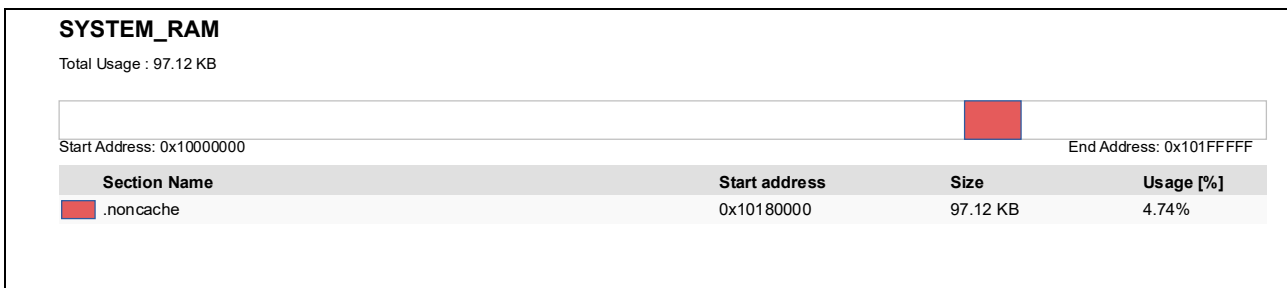 SYSTEM_RAM
Total Usage : 97.12 KB
Start Address: 0x10000000 End Address: 0x101FFFFF
Section Name Start address Size Usage [%]
.noncache 0x10180000 97.12 KB 4.74%